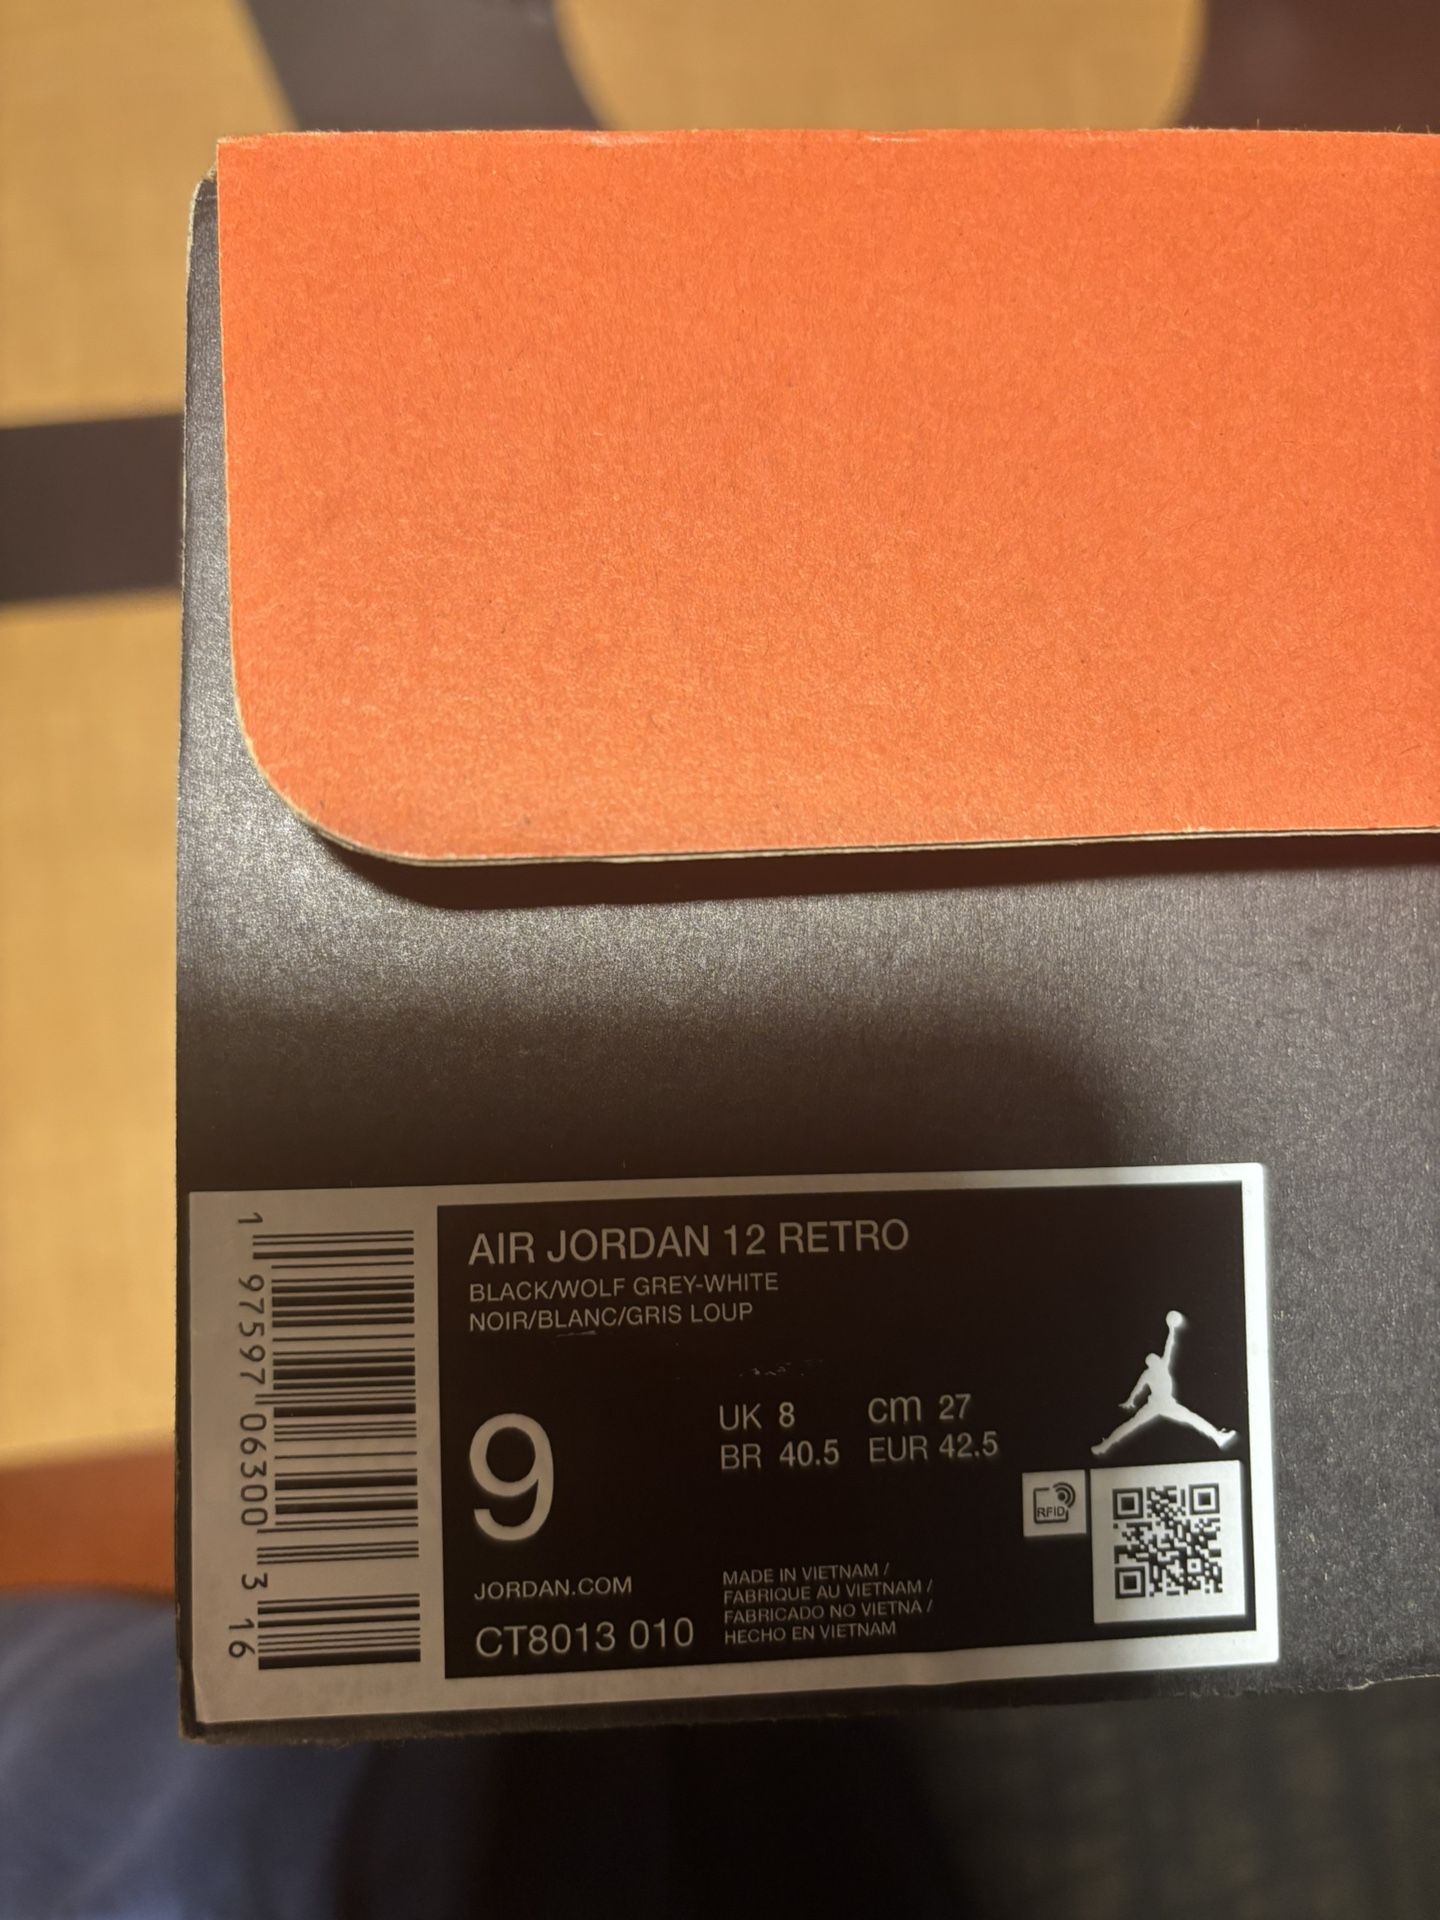 AIR JORDAN 12 RETRO
BLACK/WOLF GREY-WHITE
NOIR/BLANC/GRIS LOUP
9
UK 8 cm 27
BR 40.5 EUR 42.5
RFID
JORDAN.COM
CT8013 010
MADE IN VIETNAM /
FABRIQUE AU VIETNAM /
FABRICADO NO VIETNA /
HECHO EN VIETNAM
1 97597 06300 3 16